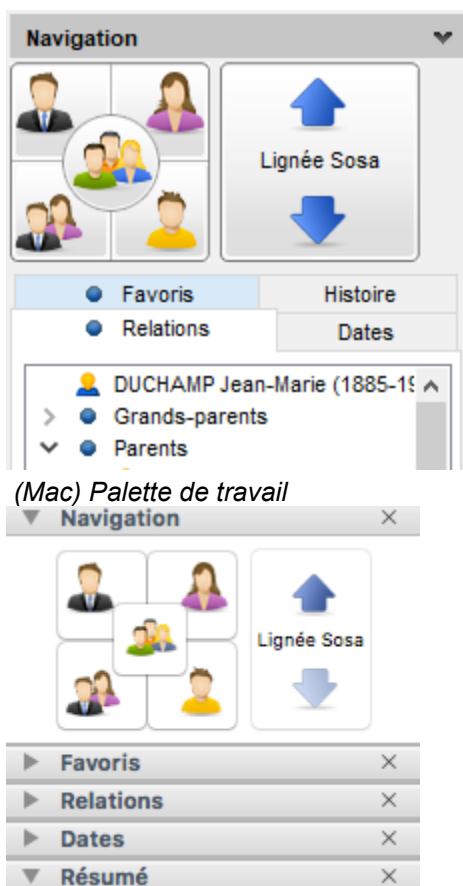 Navigation
Lignée Sosa
Favoris Histoire
Relations Dates
DUCHAMP Jean-Marie (1885-19
Grands-parents
Parents
(Mac) Palette de travail
Navigation
Lignée Sosa
Favoris
Relations
Dates
Résumé